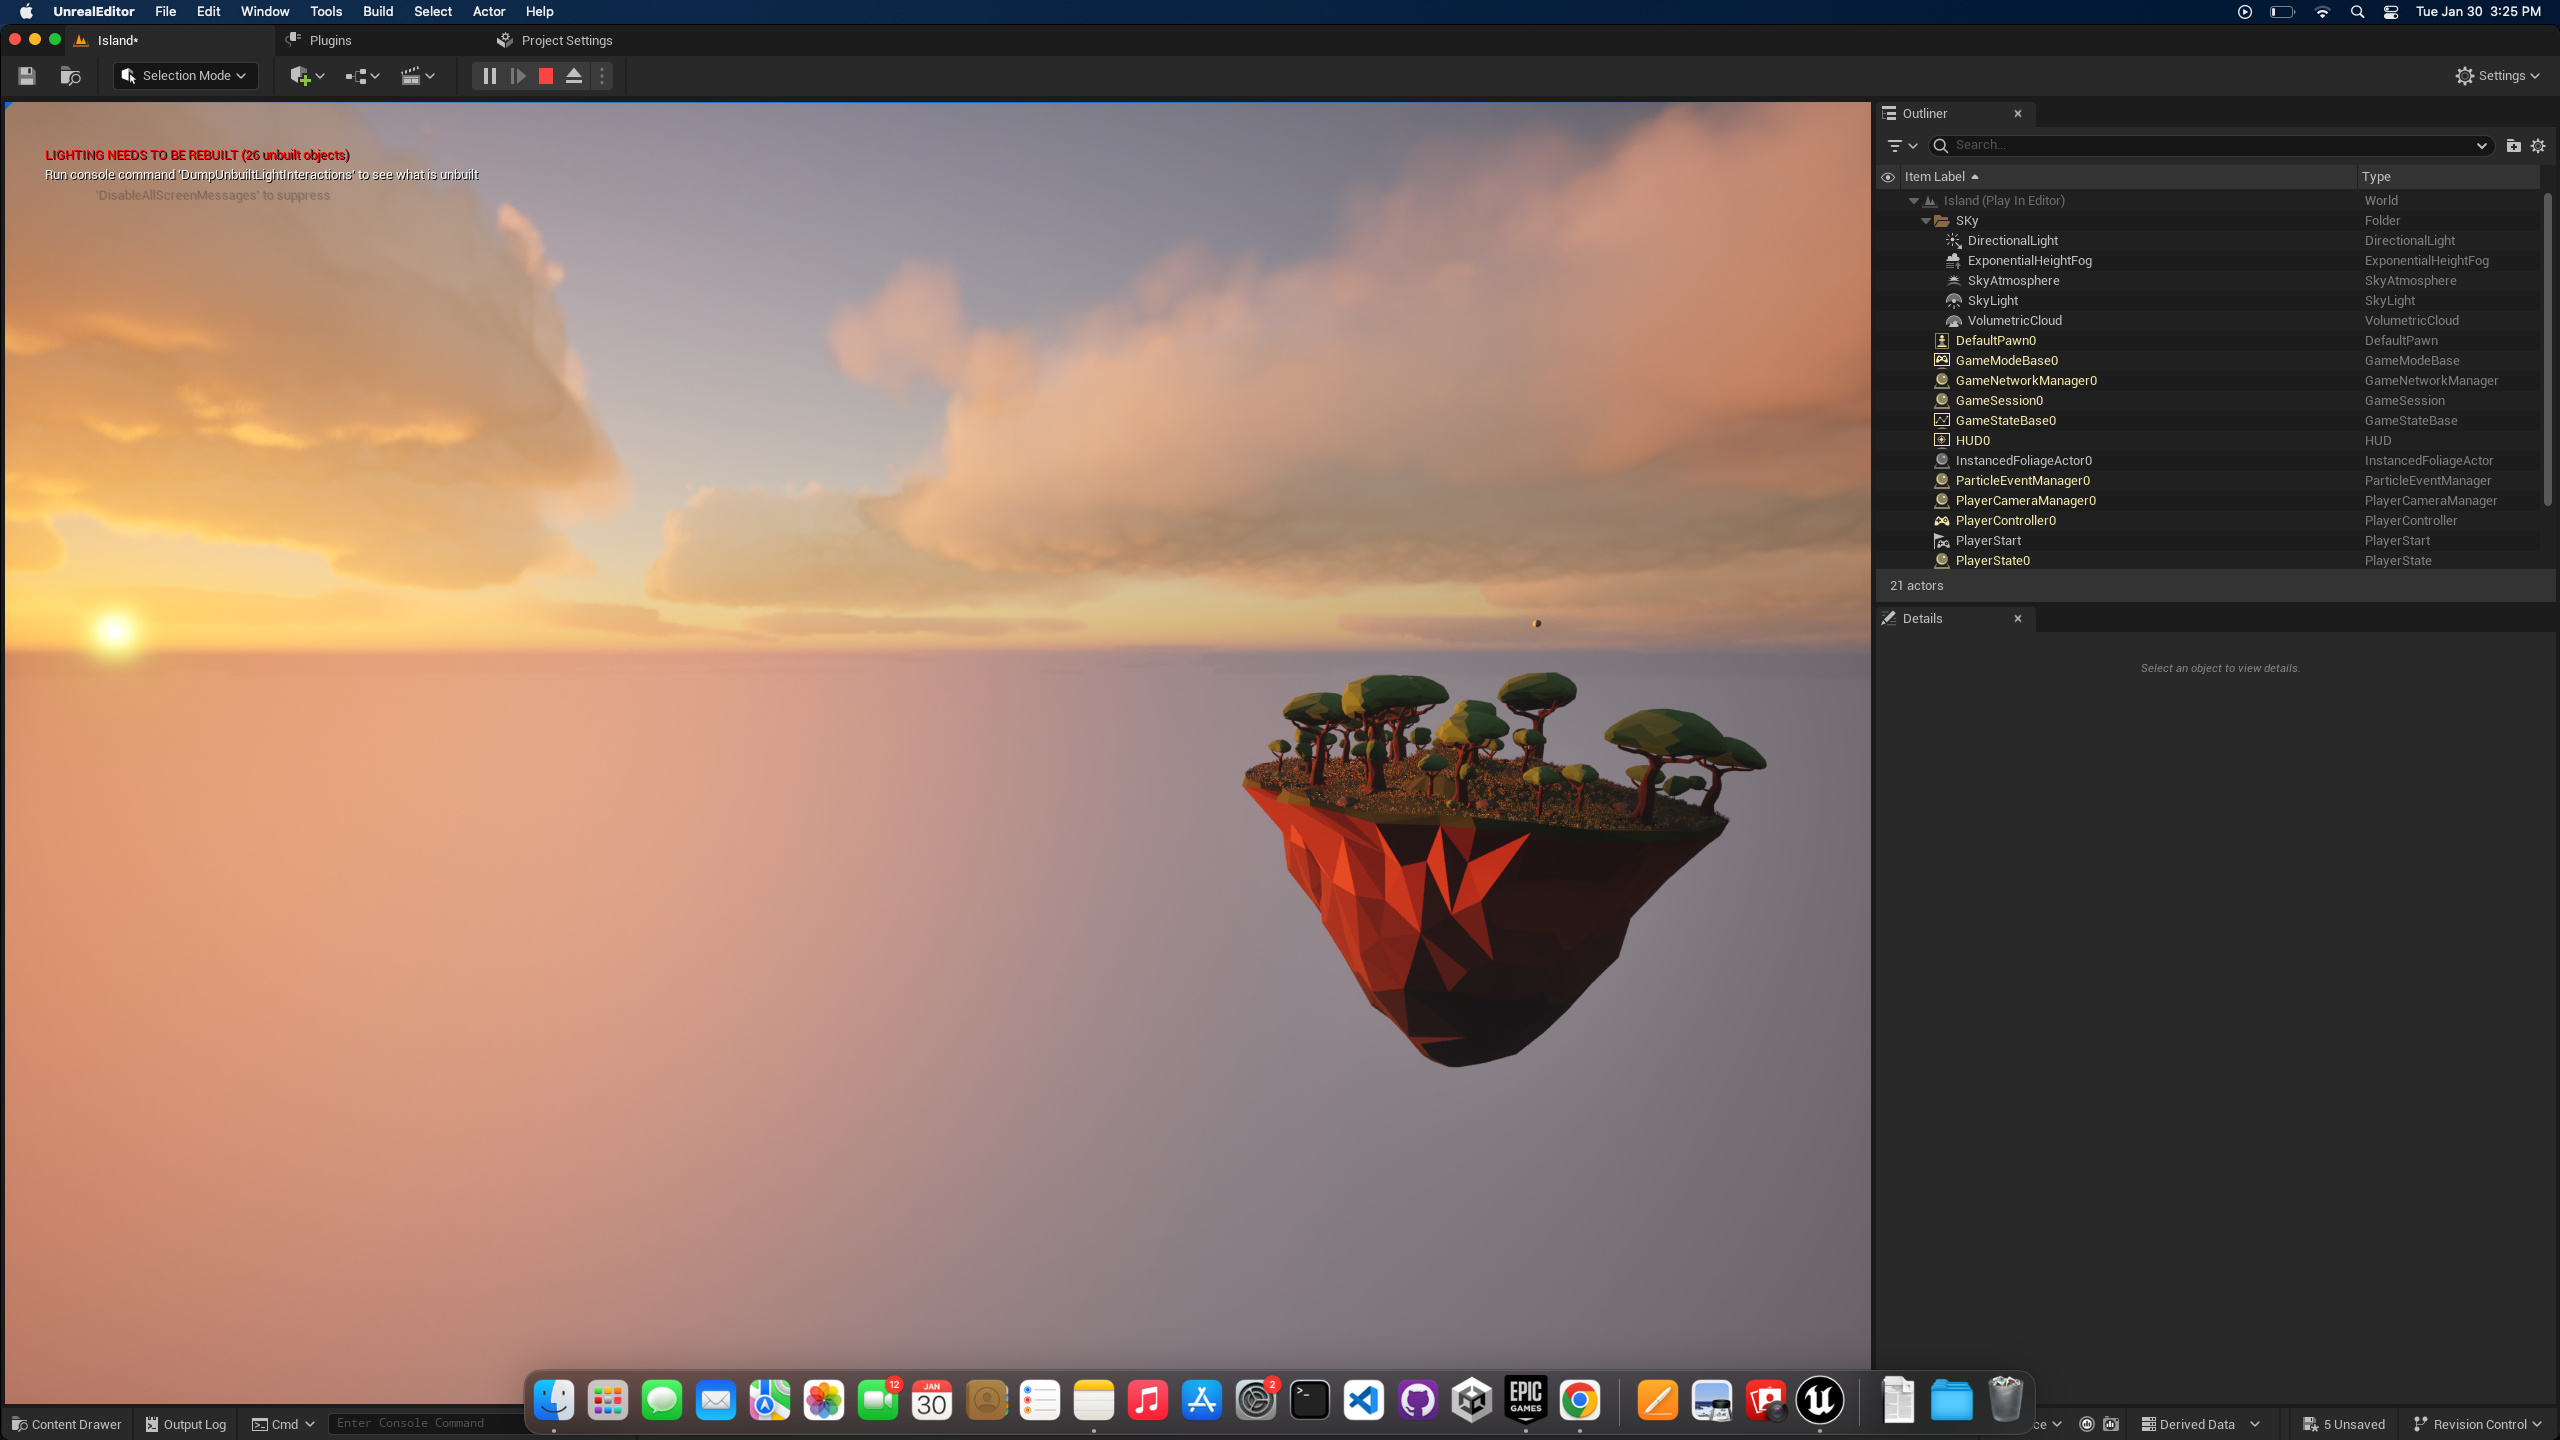 UnrealEditor File Edit Window Tools Build Select Actor Help
Tue Jan 30 3:25 PM
Island*
Plugins
Project Settings
Selection Mode
Settings
LIGHTING NEEDS TO BE REBUILT (26 unbuilt objects)
Run console command 'DumpUnbuiltLightInteractions' to see what is unbuilt
'DisableAllScreenMessages' to suppress
Outliner
Search...
Item Label Type
Island (Play In Editor) World
SKy Folder
DirectionalLight DirectionalLight
ExponentialHeightFog ExponentialHeightFog
SkyAtmosphere SkyAtmosphere
SkyLight SkyLight
VolumetricCloud VolumetricCloud
DefaultPawn0 DefaultPawn
GameModeBase0 GameModeBase
GameNetworkManager0 GameNetworkManager
GameSession0 GameSession
GameStateBase0 GameStateBase
HUD0 HUD
InstancedFoliageActor0 InstancedFoliageActor
ParticleEventManager0 ParticleEventManager
PlayerCameraManager0 PlayerCameraManager
PlayerController0 PlayerController
PlayerStart PlayerStart
PlayerState0 PlayerState
21 actors
Details
Select an object to view details.
12
JAN
30
2
EPIC
GAMES
Content Drawer
Output Log
Cmd
Enter Console Command
ce
Derived Data
5 Unsaved
Revision Control